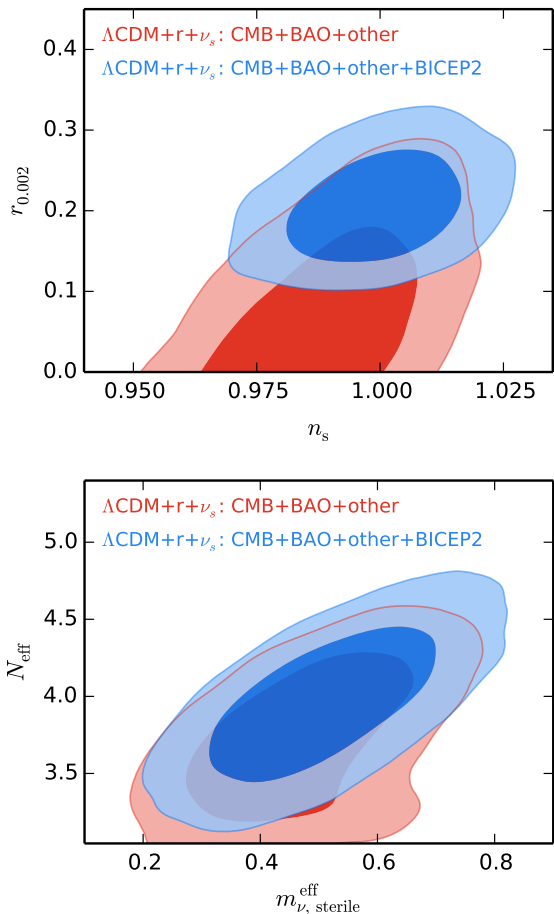 ΛCDM+r+νs: CMB+BAO+other
ΛCDM+r+νs: CMB+BAO+other+BICEP2
0.4
0.3
0.2
0.1
0.0
r0.002
0.950 0.975 1.000 1.025
ns
ΛCDM+r+νs: CMB+BAO+other
ΛCDM+r+νs: CMB+BAO+other+BICEP2
5.0
4.5
4.0
3.5
Neff
0.2 0.4 0.6 0.8
m eff ν, sterile